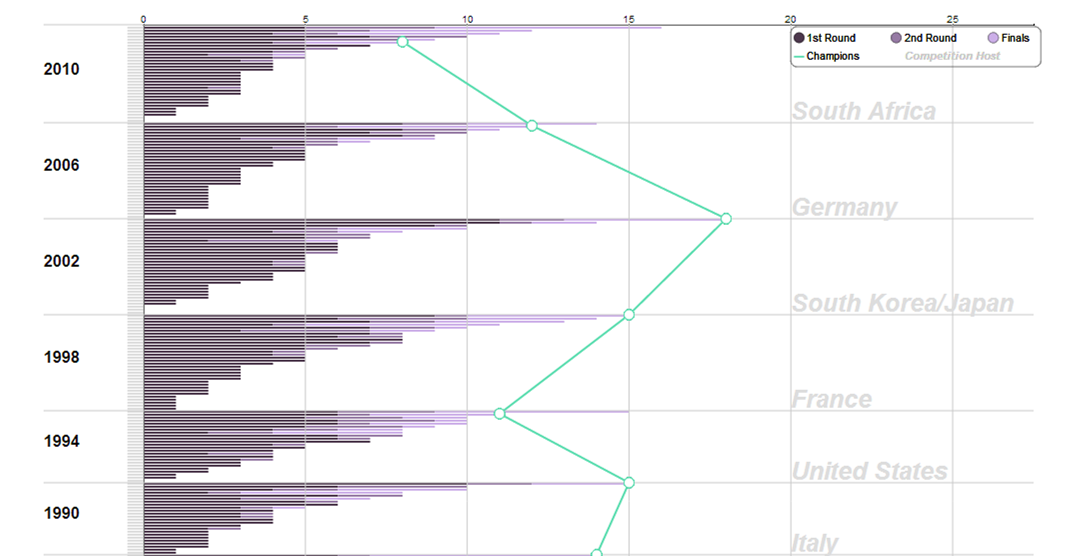 0 5 10 15 20 25
1st Round 2nd Round Finals
Champions Competition Host
2010
South Africa
2006
Germany
2002
South Korea/Japan
1998
France
1994
United States
1990
Italy